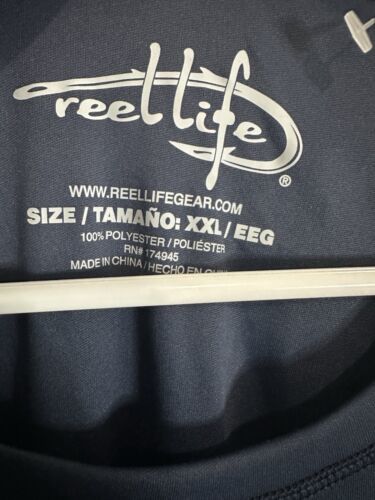 reel life
®
WWW.REELLIFEGEAR.COM
SIZE / TAMAÑO: XXL / EEG
100% POLYESTER / POLIÉSTER
RN# 174945
MADE IN CHINA / HECHO EN